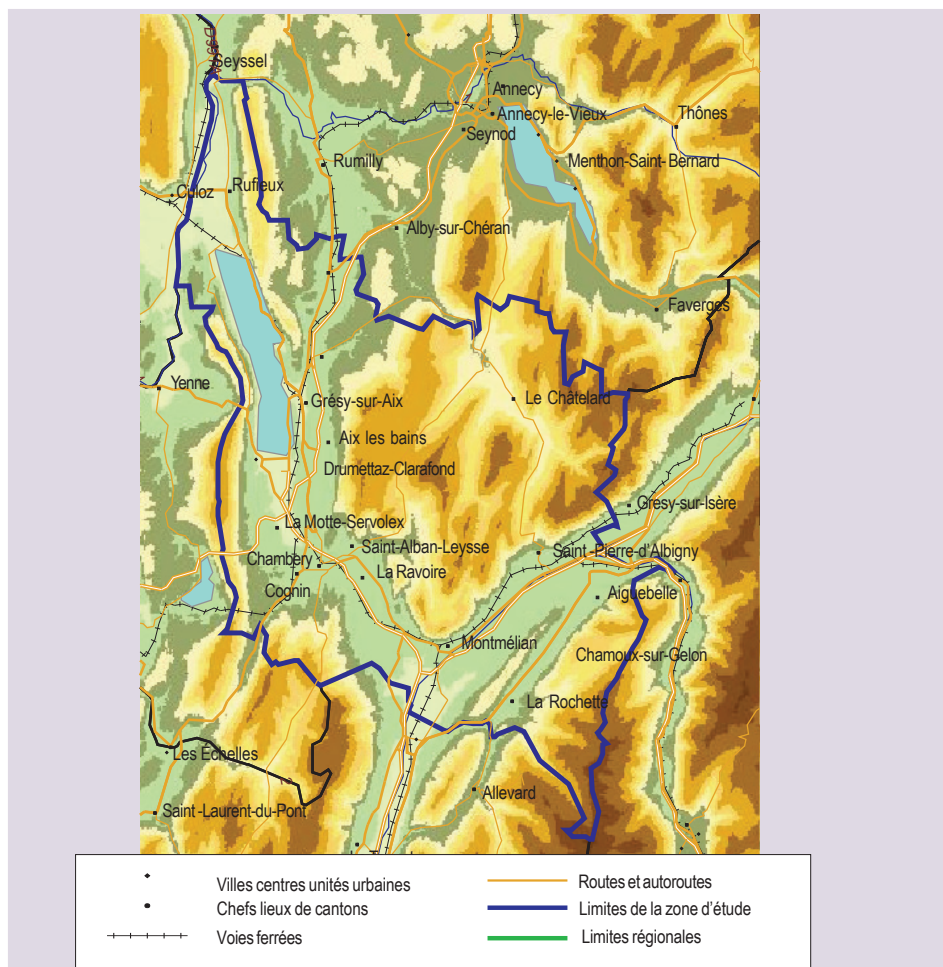 Seyssel
Annecy
Annecy-le-Vieux
Thônes
Seynod
Rumilly
Menthon-Saint-Bernard
Culoz
Rufieux
Alby-sur-Chéran
Faverges
Yenne
Le Châtelard
Grésy-sur-Aix
Aix les bains
Drumettaz-Clarafond
Gresy-sur-Isère
La Motte-Servolex
Saint-Alban-Leysse
Saint-Pierre-d'Albigny
Chambery
La Ravoire
Cognin
Aiguebelle
Montmélian
Chamoux-sur-Gelon
La Rochette
Les Échelles
Allevard
Saint-Laurent-du-Pont
Villes centres unités urbaines
Chefs lieux de cantons
Voies ferrées
Routes et autoroutes
Limites de la zone d'étude
Limites régionales